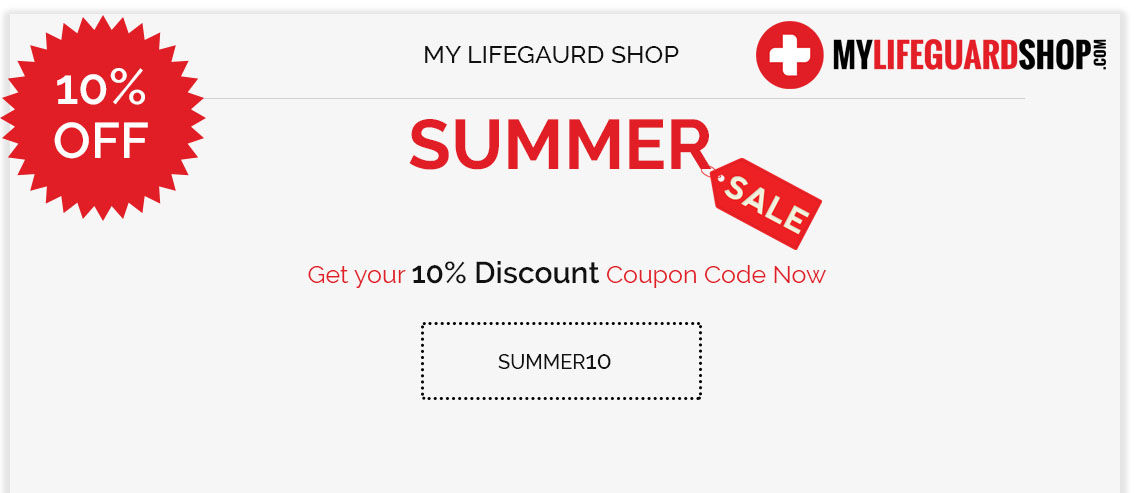 10%
OFF
MY LIFEGAURD SHOP
MYLIFEGUARDSHOP.COM
SUMMER
SALE
Get your 10% Discount Coupon Code Now
SUMMER10